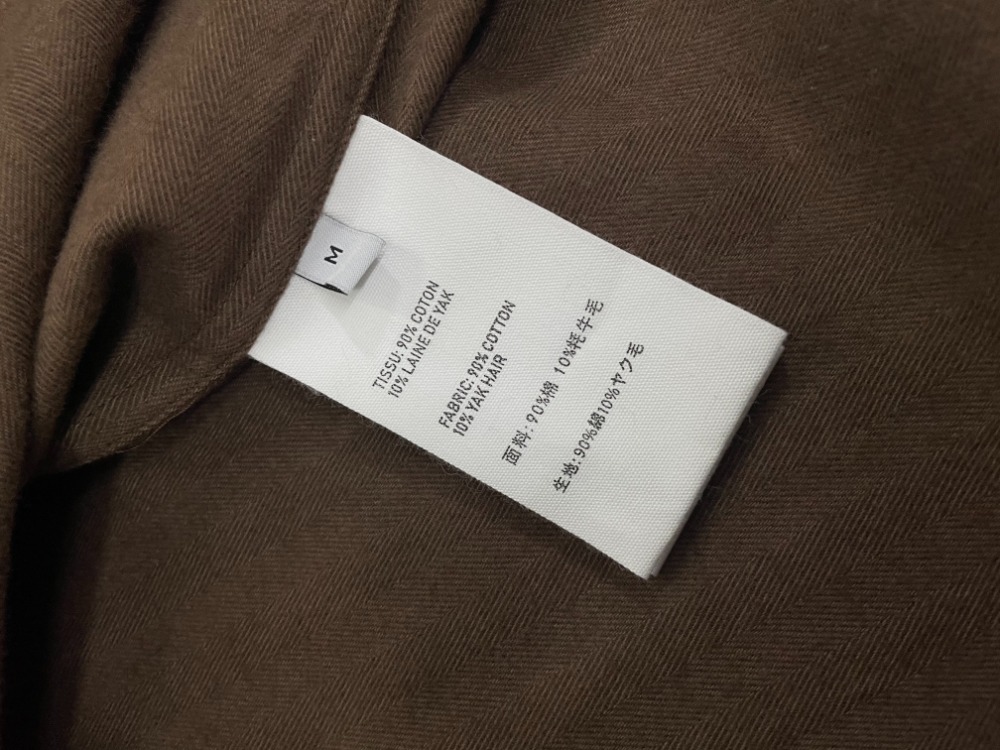 M
TISSU: 90% COTON
10% LAINE DE YAK
FABRIC: 90% COTTON
10% YAK HAIR
面料: 90%棉 10%牦牛毛
生地:90%綿10%ヤク毛